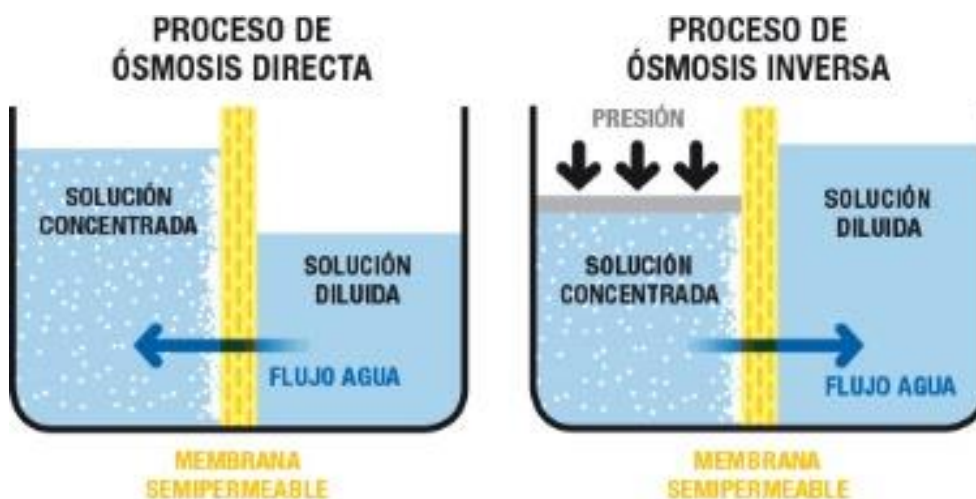 PROCESO DE
ÓSMOSIS DIRECTA
SOLUCIÓN
CONCENTRADA
SOLUCIÓN
DILUIDA
FLUJO AGUA
MEMBRANA
SEMIPERMEABLE
PROCESO DE
ÓSMOSIS INVERSA
PRESIÓN
SOLUCIÓN
CONCENTRADA
SOLUCIÓN
DILUIDA
FLUJO AGUA
MEMBRANA
SEMIPERMEABLE